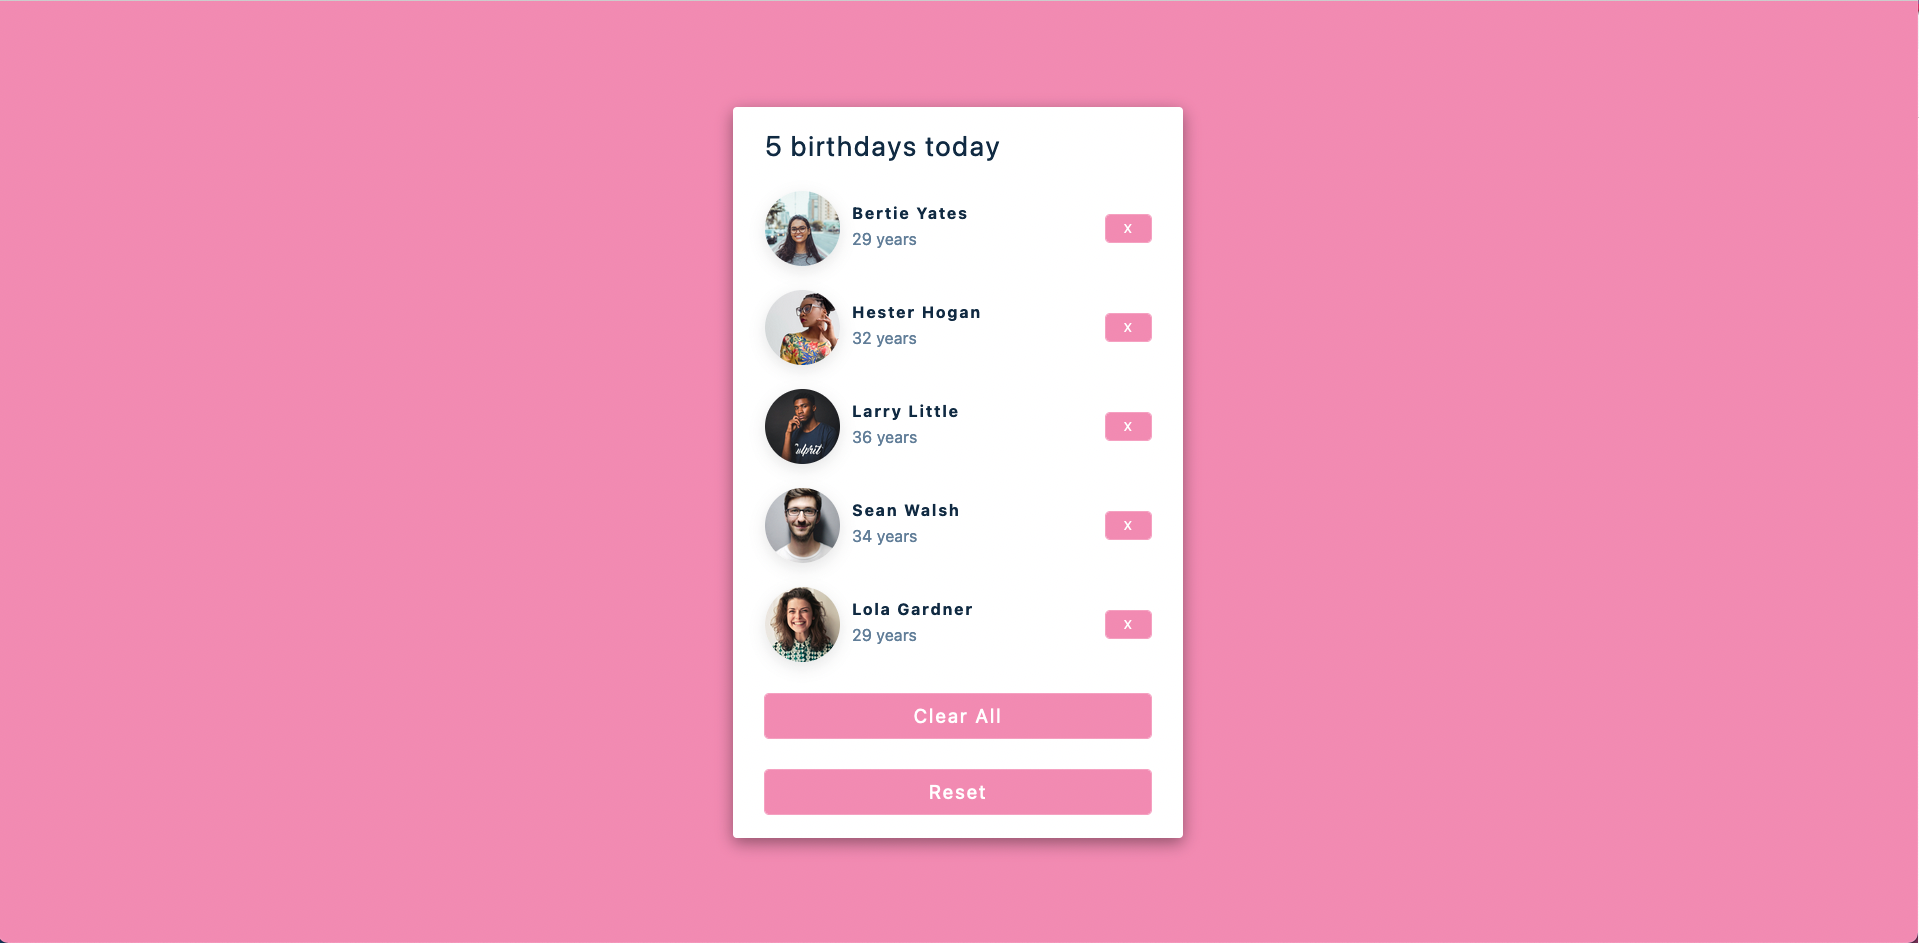 5 birthdays today
Bertie Yates
29 years
X
Hester Hogan
32 years
X
Larry Little
36 years
X
ulprit
Sean Walsh
34 years
X
Lola Gardner
29 years
X
Clear All
Reset